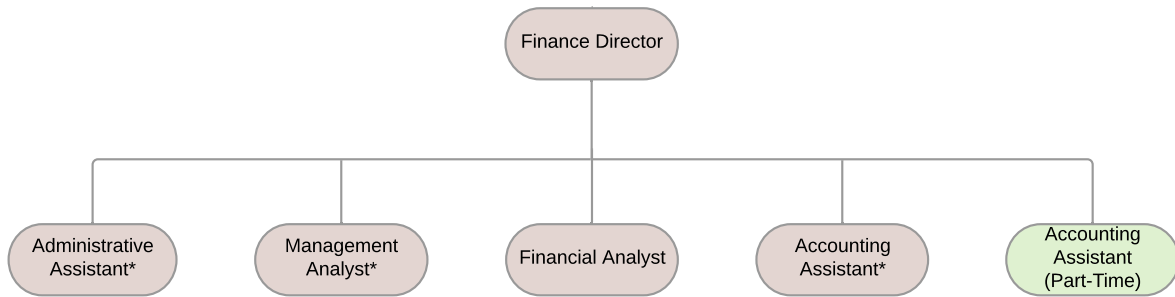 Finance Director
Administrative
Assistant*
Management
Analyst*
Financial Analyst
Accounting
Assistant*
Accounting
Assistant
(Part-Time)